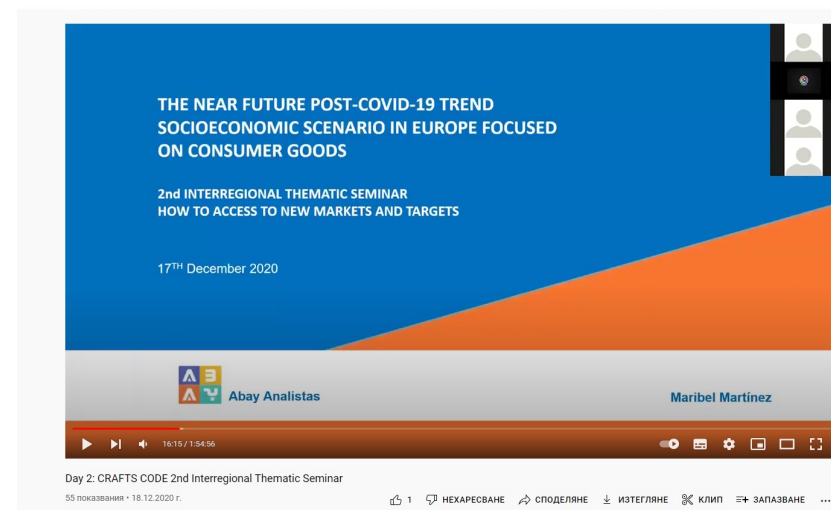 THE NEAR FUTURE POST-COVID-19 TREND
SOCIOECONOMIC SCENARIO IN EUROPE FOCUSED
ON CONSUMER GOODS
2nd INTERREGIONAL THEMATIC SEMINAR
HOW TO ACCESS TO NEW MARKETS AND TARGETS
17TH December 2020
Abay Analistas
Maribel Martínez
16:15 / 1:54:56
Day 2: CRAFTS CODE 2nd Interregional Thematic Seminar
55 показвания • 18.12.2020 г.
1 НЕХАРЕСВАНЕ СПОДЕЛЯНЕ ИЗТЕГЛЯНЕ КЛИП ЗАПАЗВАНЕ ...